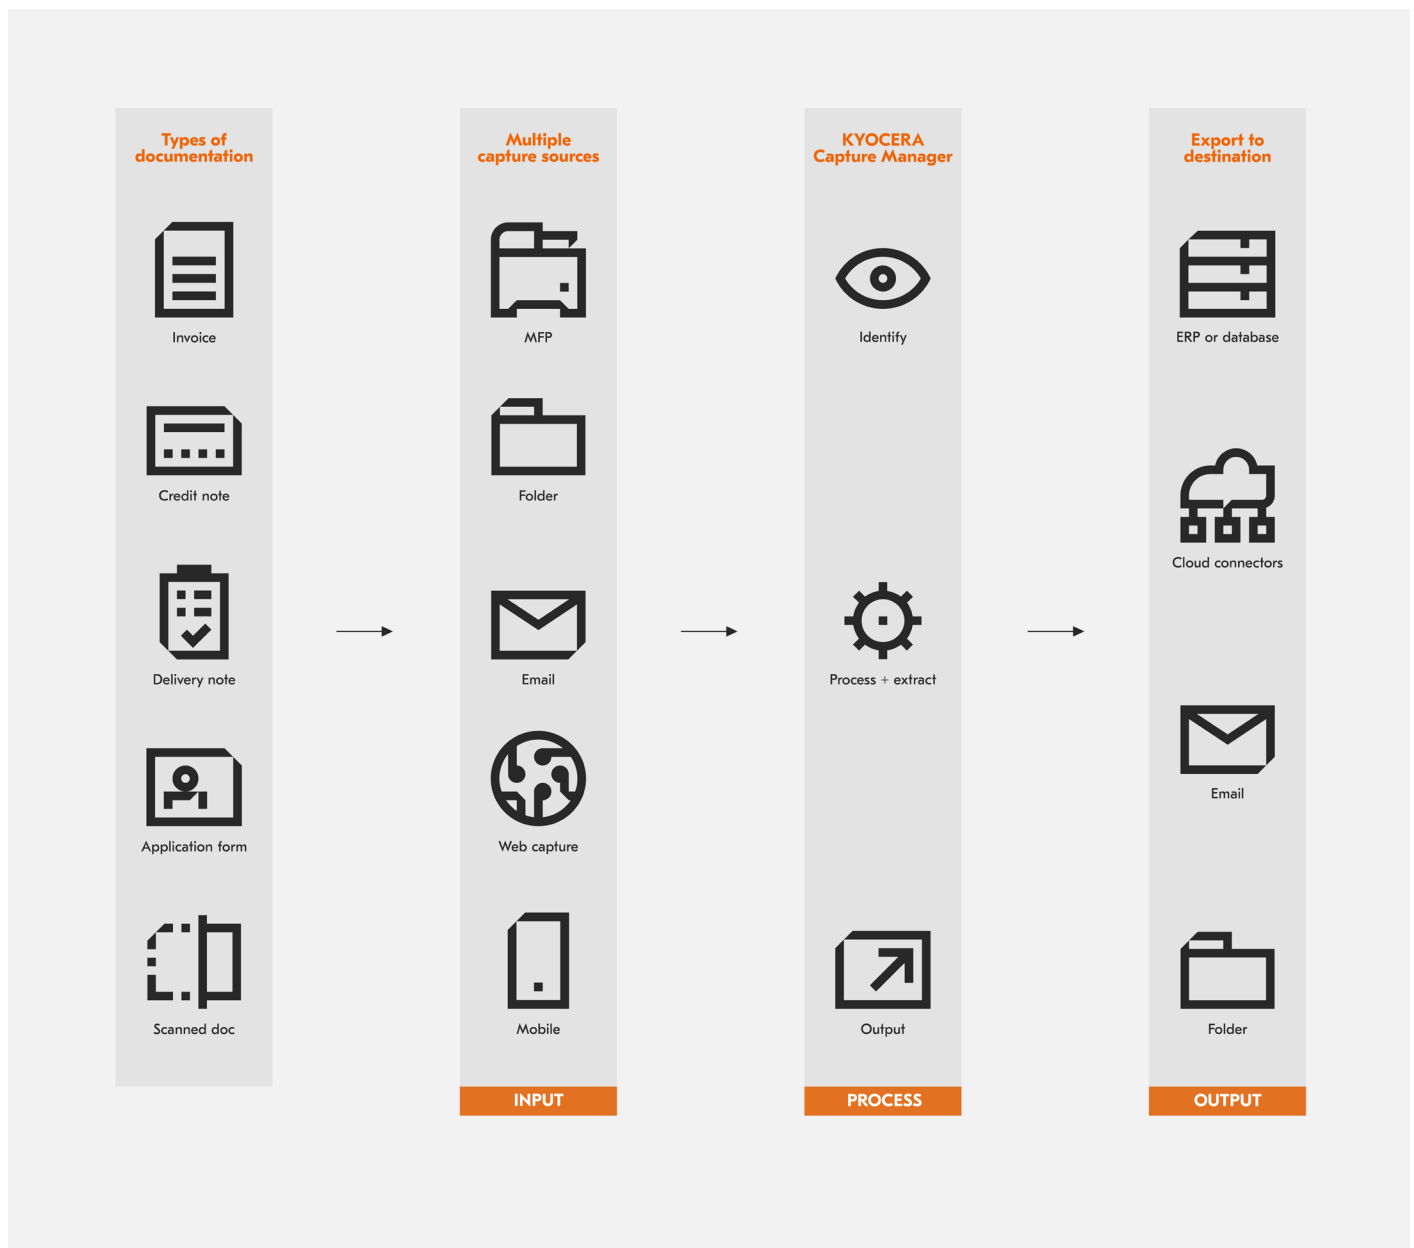 Types of
documentation
Invoice
Credit note
Delivery note
Application form
Scanned doc
Multiple
capture sources
MFP
Folder
Email
Web capture
Mobile
INPUT
KYOCERA
Capture Manager
Identify
Process + extract
Output
PROCESS
Export to
destination
ERP or database
Cloud connectors
Email
Folder
OUTPUT